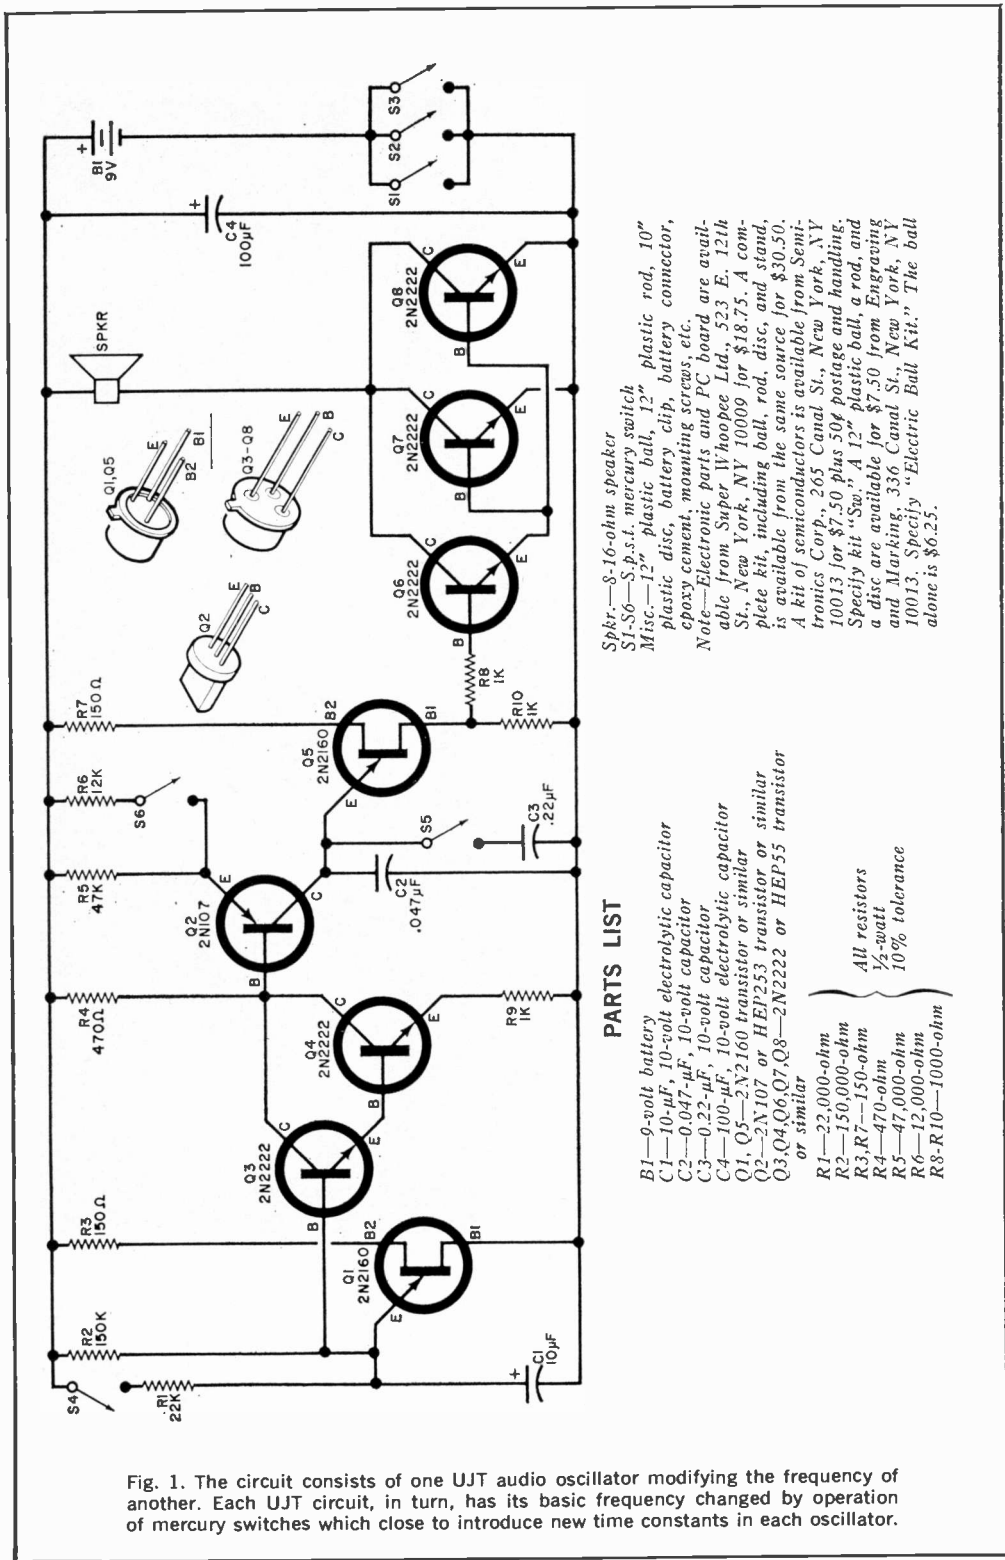 S4
R1
22K
R2
150K
C1
10µF
+
R3
150Ω
Q1
2N2160
E
B2
B1
Q3
2N2222
B
C
E
R4
470Ω
Q4
2N2222
B
C
E
R9
1K
Q2
2N107
B
E
C
R5
47K
R6
12K
S6
C2
.047µF
S5
C3
.22µF
R7
150Ω
Q5
2N2160
E
B2
B1
R8
1K
R10
1K
Q2
E
B
C
Q1,Q5
E
B1
B2
Q3-Q8
E
B
C
SPKR
Q6
2N2222
B
C
E
Q7
2N2222
B
C
E
Q8
2N2222
B
C
E
C4
100µF
+
B1
9V
+
S1
S2
S3
PARTS LIST
B1—9-volt battery
C1—10-µF, 10-volt electrolytic capacitor
C2—0.047-µF, 10-volt capacitor
C3—0.22-µF, 10-volt capacitor
C4—100-µF, 10-volt electrolytic capacitor
Q1, Q5—2N2160 transistor or similar
Q2—2N107 or HEP253 transistor or similar
Q3,Q4,Q6,Q7,Q8—2N2222 or HEP55 transistor
or similar
R1—22,000-ohm
R2—150,000-ohm
R3,R7—150-ohm
R4—470-ohm
R5—47,000-ohm
R6—12,000-ohm
R8-R10—1000-ohm
All resistors
½-watt
10% tolerance
Spkr.—8-16-ohm speaker
S1-S6—S.p.s.t. mercury switch
Misc.—12" plastic ball, 12" plastic rod, 10"
plastic disc, battery clip, battery connector,
epoxy cement, mounting screws, etc.
Note—Electronic parts and PC board are avail-
able from Super Whoopee Ltd., 523 E. 12th
St., New York, NY 10009 for $18.75. A com-
plete kit, including ball, rod, disc, and stand,
is available from the same source for $30.50.
A kit of semiconductors is available from Semi-
tronics Corp., 265 Canal St., New York, NY
10013 for $7.50 plus 50¢ postage and handling.
Specify kit "Sw." A 12" plastic ball, a rod, and
a disc are available for $7.50 from Engraving
and Marking, 336 Canal St., New York, NY
10013. Specify "Electric Ball Kit." The ball
alone is $6.25.
Fig. 1. The circuit consists of one UJT audio oscillator modifying the frequency of
another. Each UJT circuit, in turn, has its basic frequency changed by operation
of mercury switches which close to introduce new time constants in each oscillator.